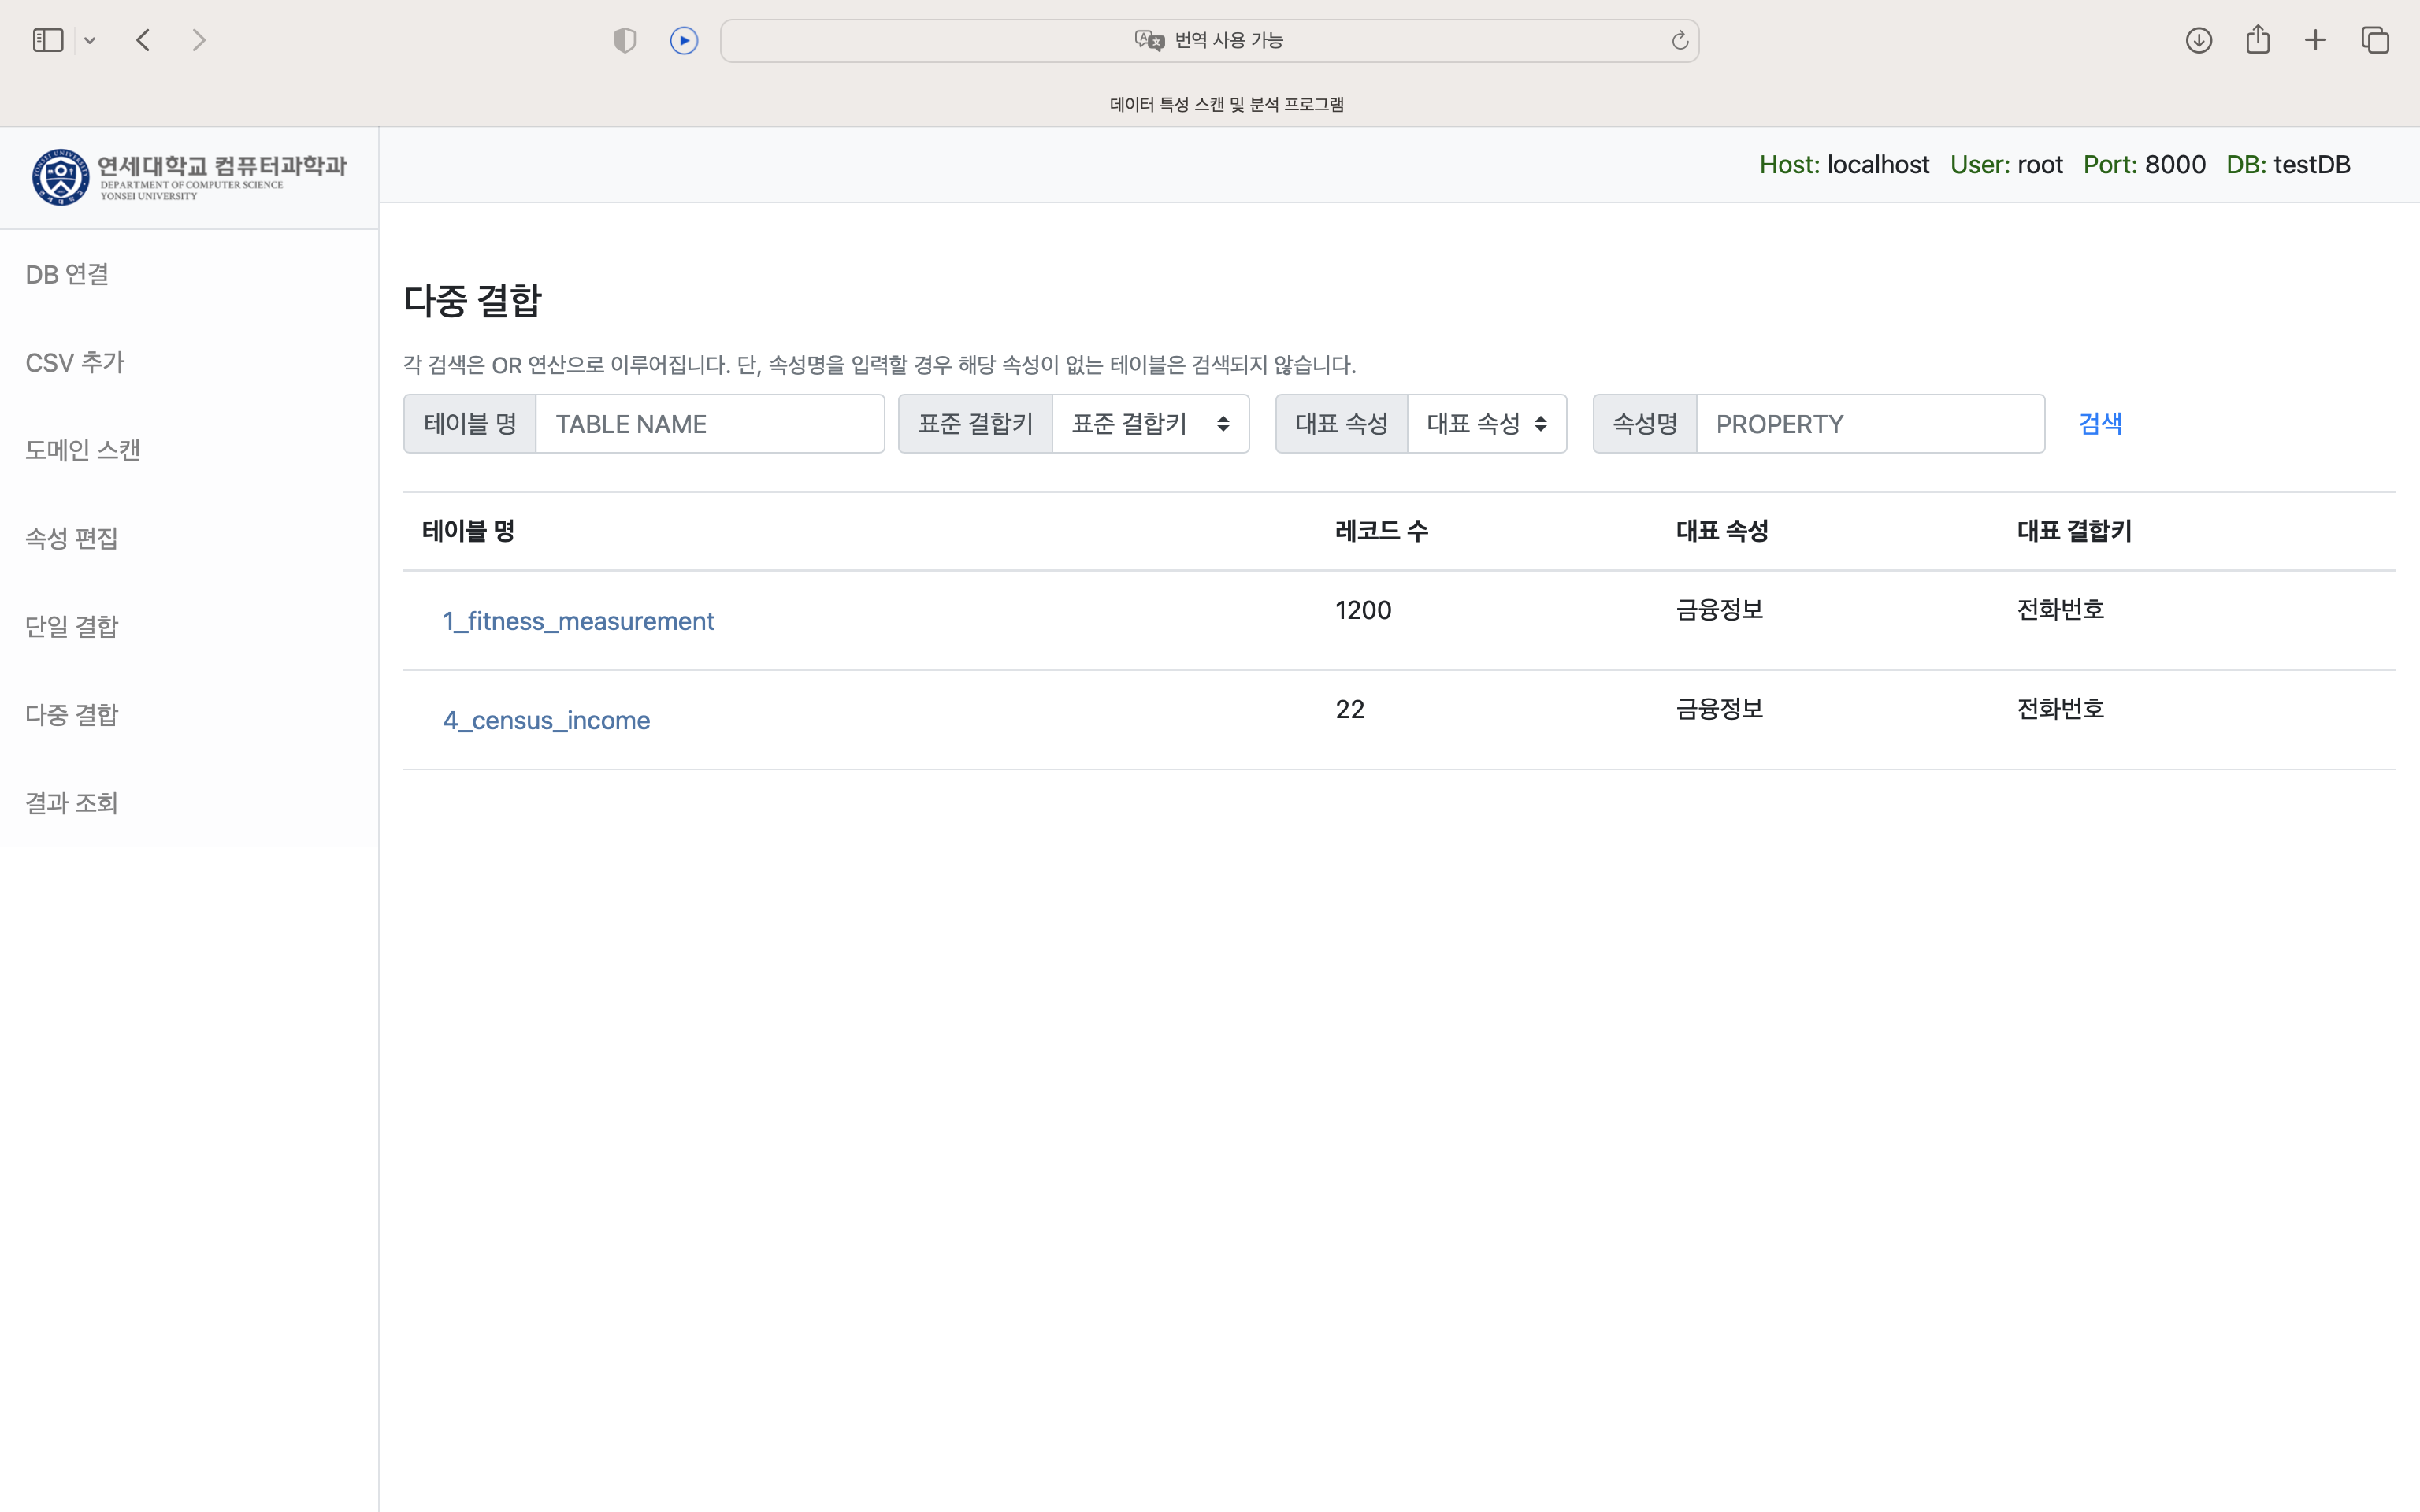 번역 사용 가능
데이터 특성 스캔 및 분석 프로그램
연세대학교 컴퓨터과학과
DEPARTMENT OF COMPUTER SCIENCE
YONSEI UNIVERSITY
Host: localhost User: root Port: 8000 DB: testDB
DB 연결
CSV 추가
도메인 스캔
속성 편집
단일 결합
다중 결합
결과 조회
다중 결합
각 검색은 OR 연산으로 이루어집니다. 단, 속성명을 입력할 경우 해당 속성이 없는 테이블은 검색되지 않습니다.
테이블 명 TABLE NAME 표준 결합키 표준 결합키 대표 속성 대표 속성 속성명 PROPERTY 검색
테이블 명 레코드 수 대표 속성 대표 결합키
1_fitness_measurement 1200 금융정보 전화번호
4_census_income 22 금융정보 전화번호